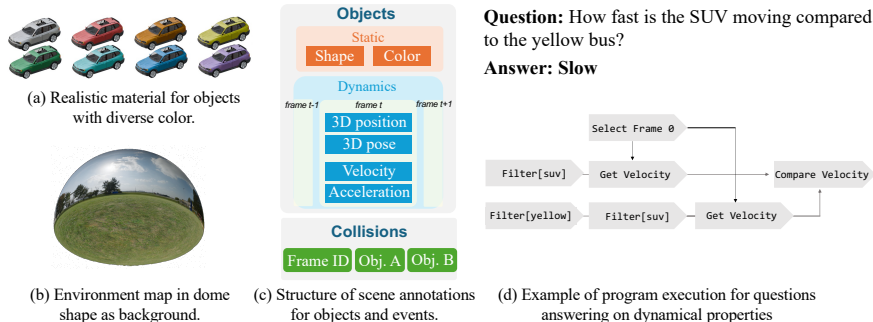 (a) Realistic material for objects
with diverse color.
(b) Environment map in dome
shape as background.
Objects
Static
Shape
Color
Dynamics
frame t-1
frame t
frame t+1
3D position
3D pose
Velocity
Acceleration
Collisions
Frame ID
Obj. A
Obj. B
(c) Structure of scene annotations
for objects and events.
Question: How fast is the SUV moving compared
to the yellow bus?
Answer: Slow
Select Frame 0
Filter[suv]
Get Velocity
Compare Velocity
Filter[yellow]
Filter[suv]
Get Velocity
(d) Example of program execution for questions
answering on dynamical properties